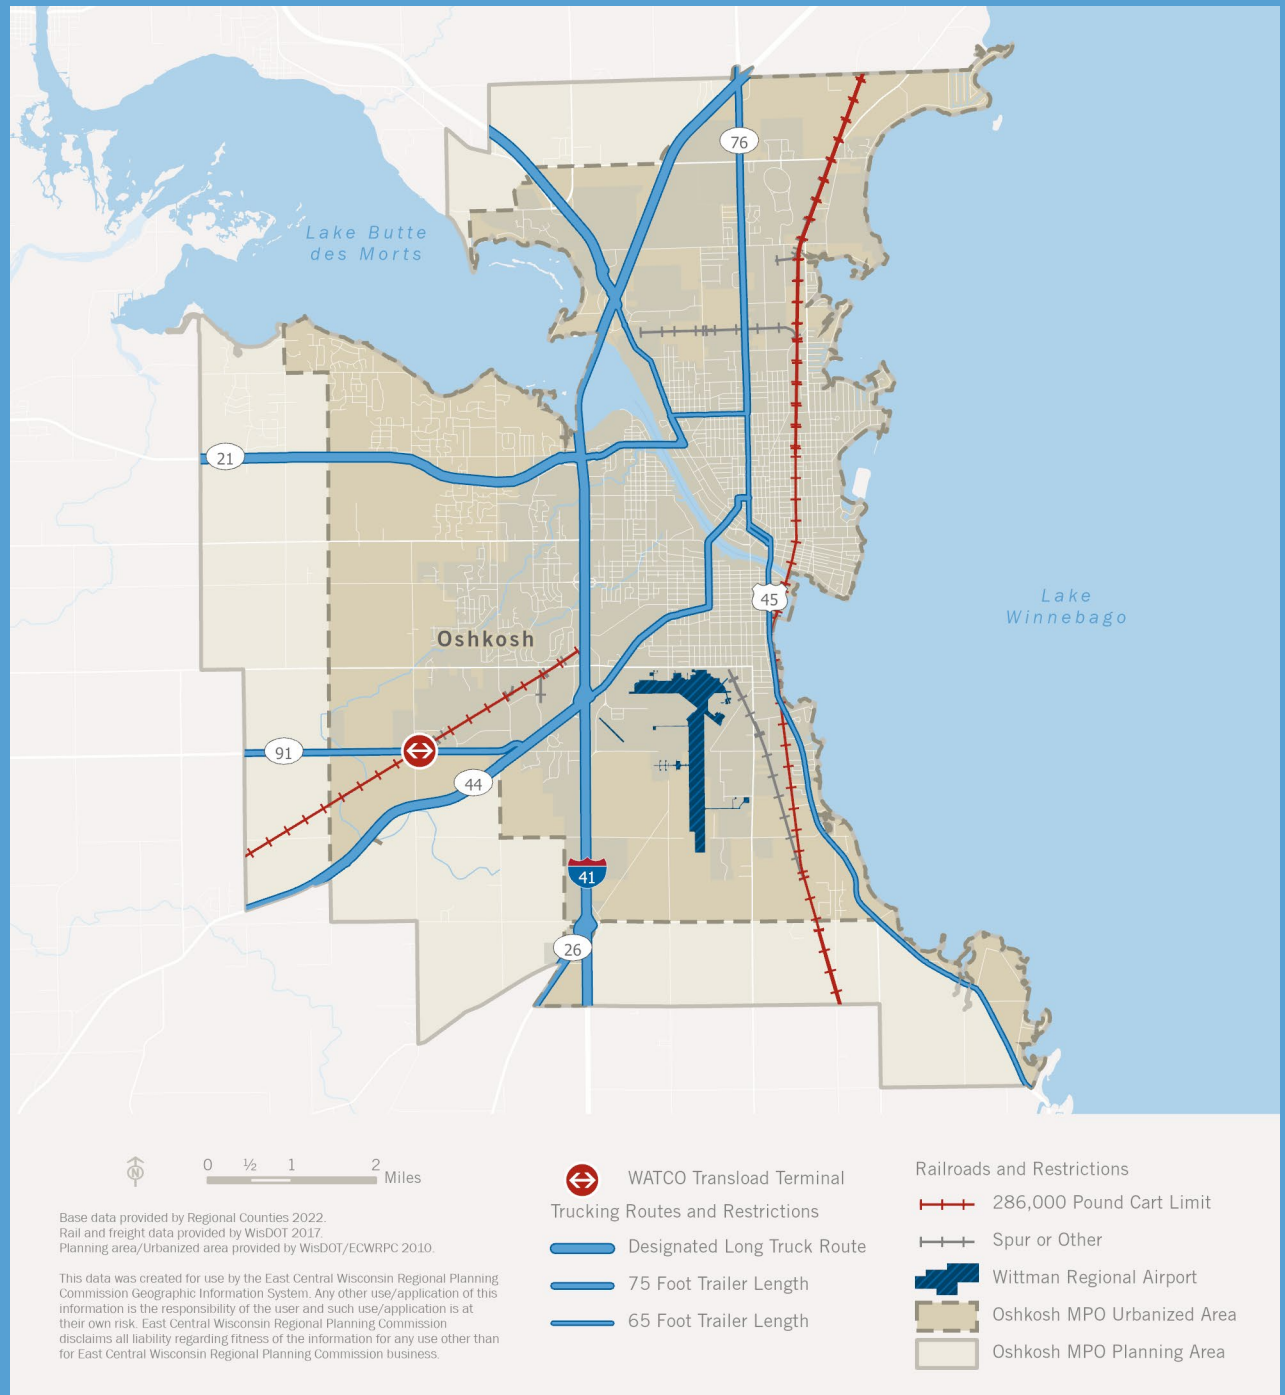 76
Lake Butte
des Morts
21
Lake
Winnebago
45
Oshkosh
91
44
41
26
N
0 ½ 1 2
Miles
Base data provided by Regional Counties 2022.
Rail and freight data provided by WisDOT 2017.
Planning area/Urbanized area provided by WisDOT/ECWRPC 2010.
This data was created for use by the East Central Wisconsin Regional Planning
Commission Geographic Information System. Any other use/application of this
information is the responsibility of the user and such use/application is at
their own risk. East Central Wisconsin Regional Planning Commission
disclaims all liability regarding fitness of the information for any use other than
for East Central Wisconsin Regional Planning Commission business.
WATCO Transload Terminal
Trucking Routes and Restrictions
Designated Long Truck Route
75 Foot Trailer Length
65 Foot Trailer Length
Railroads and Restrictions
286,000 Pound Cart Limit
Spur or Other
Wittman Regional Airport
Oshkosh MPO Urbanized Area
Oshkosh MPO Planning Area